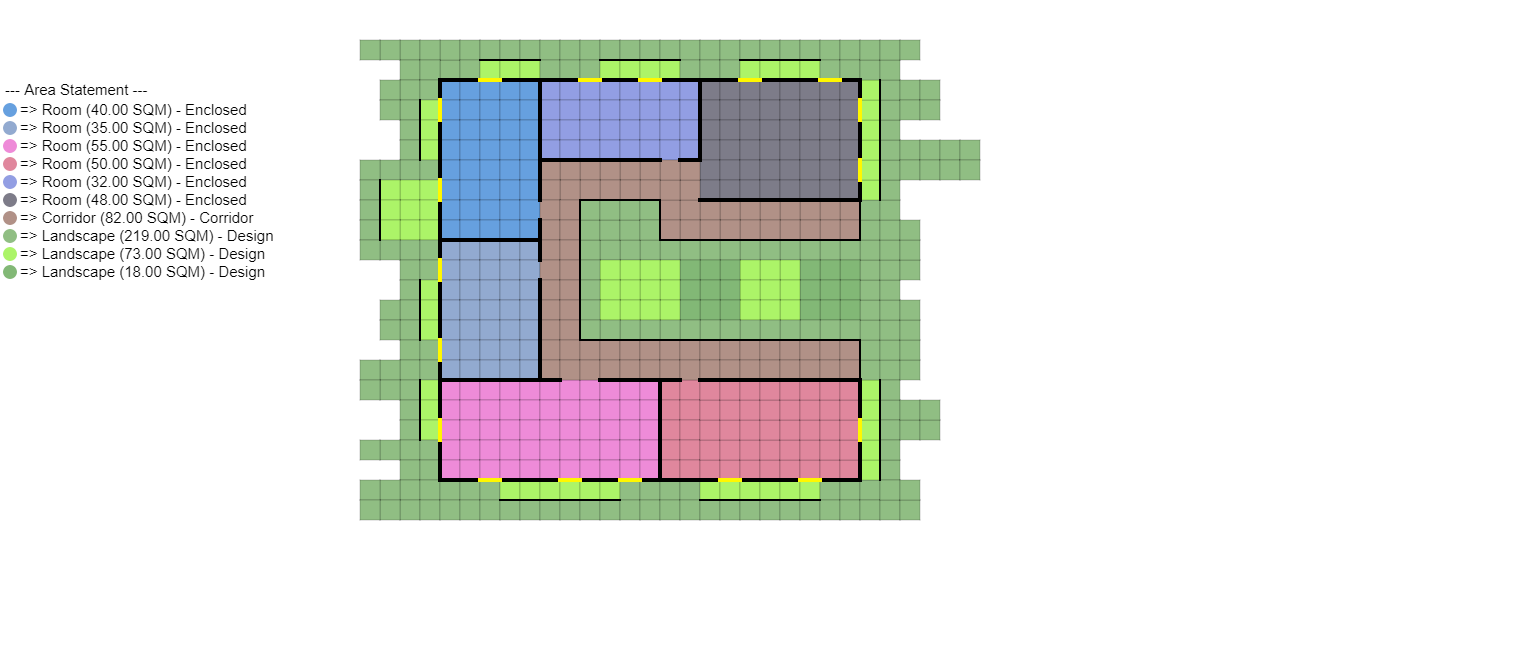 --- Area Statement ---
=> Room (40.00 SQM) - Enclosed
=> Room (35.00 SQM) - Enclosed
=> Room (55.00 SQM) - Enclosed
=> Room (50.00 SQM) - Enclosed
=> Room (32.00 SQM) - Enclosed
=> Room (48.00 SQM) - Enclosed
=> Corridor (82.00 SQM) - Corridor
=> Landscape (219.00 SQM) - Design
=> Landscape (73.00 SQM) - Design
=> Landscape (18.00 SQM) - Design